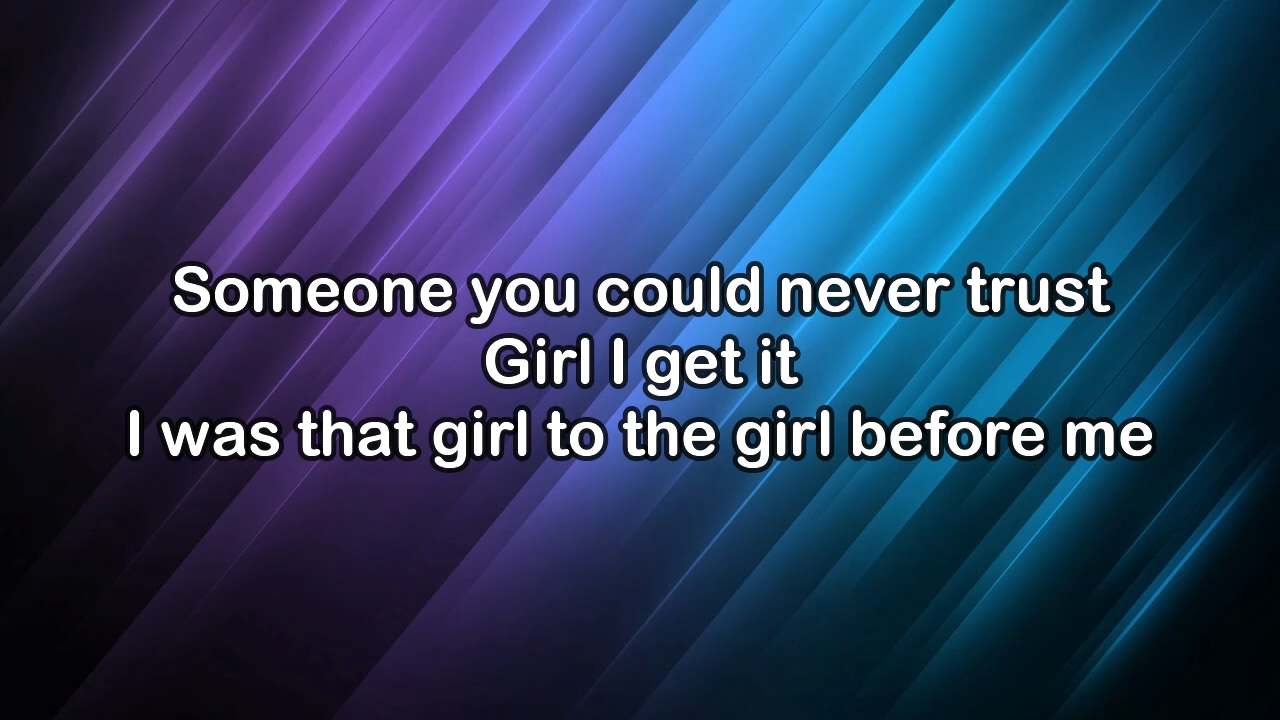 Someone you could never trust
Girl I get it
I was that girl to the girl before me